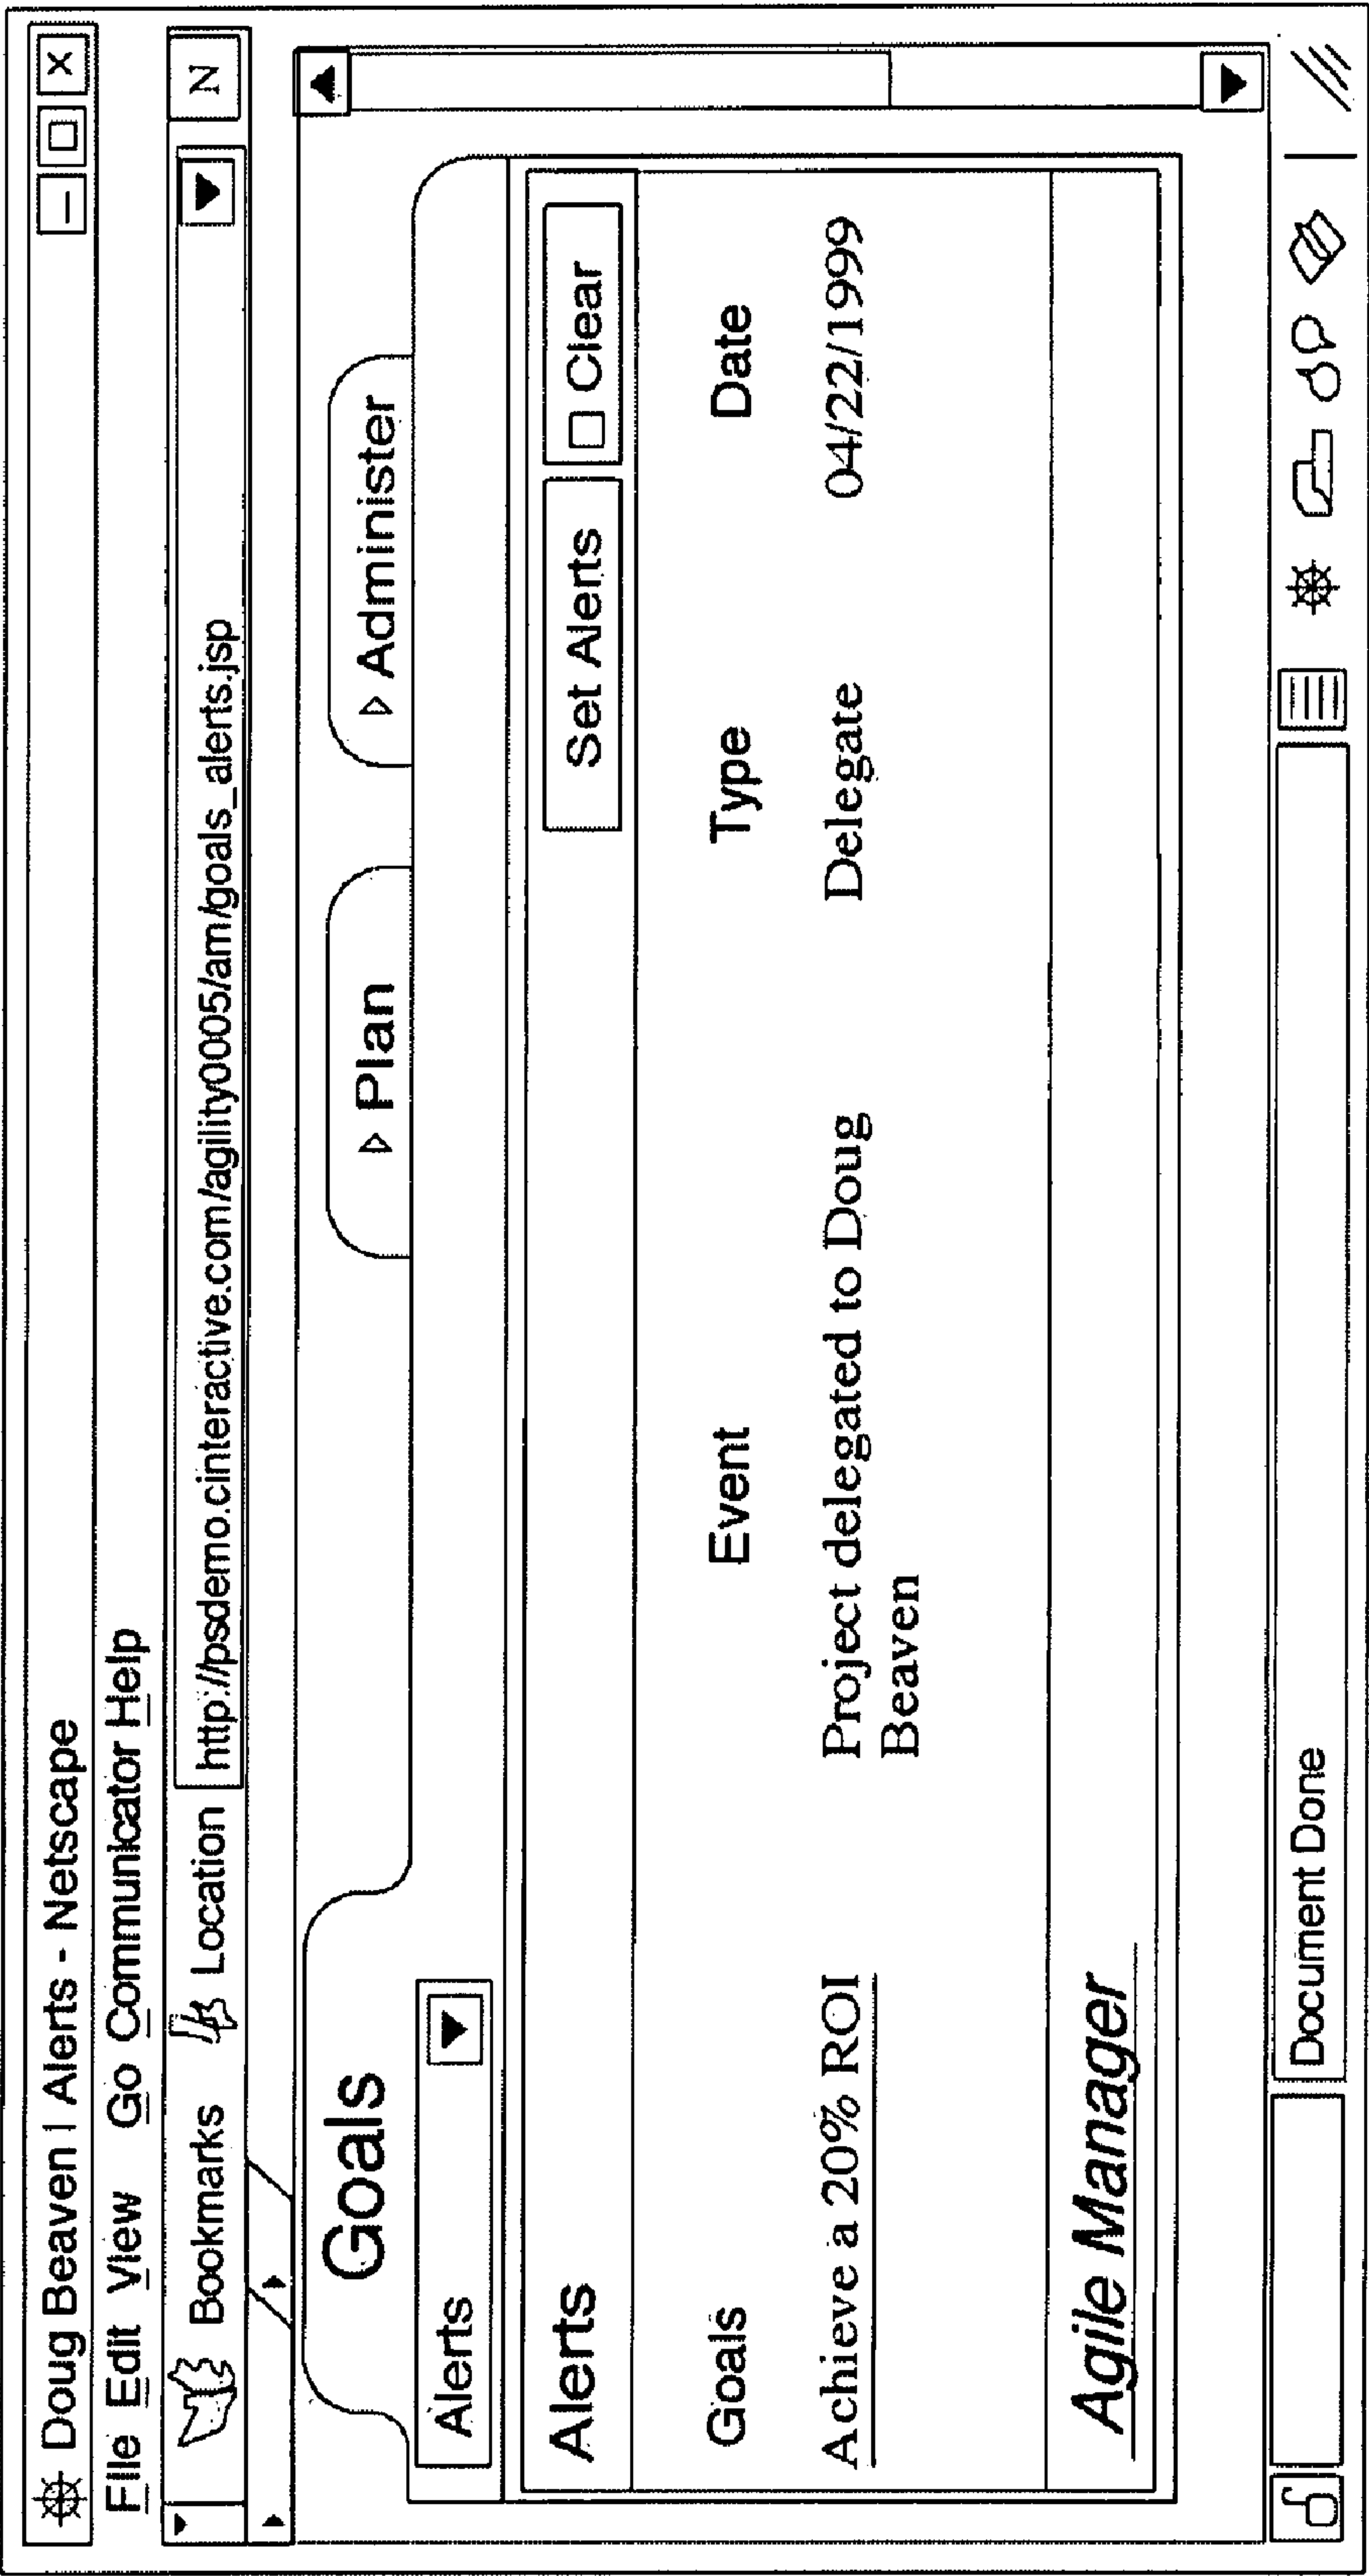 Doug Beaven | Alerts - Netscape
File Edit View Go Communicator Help
Bookmarks Location http://psdemo.cinteractive.com/agility0005/am/goals_alerts.jsp N
Goals Plan Administer
Alerts
Alerts Set Alerts Clear
Goals Event Type Date
Achieve a 20% ROI Project delegated to Doug Delegate 04/22/1999
Beaven
Agile Manager
Document Done